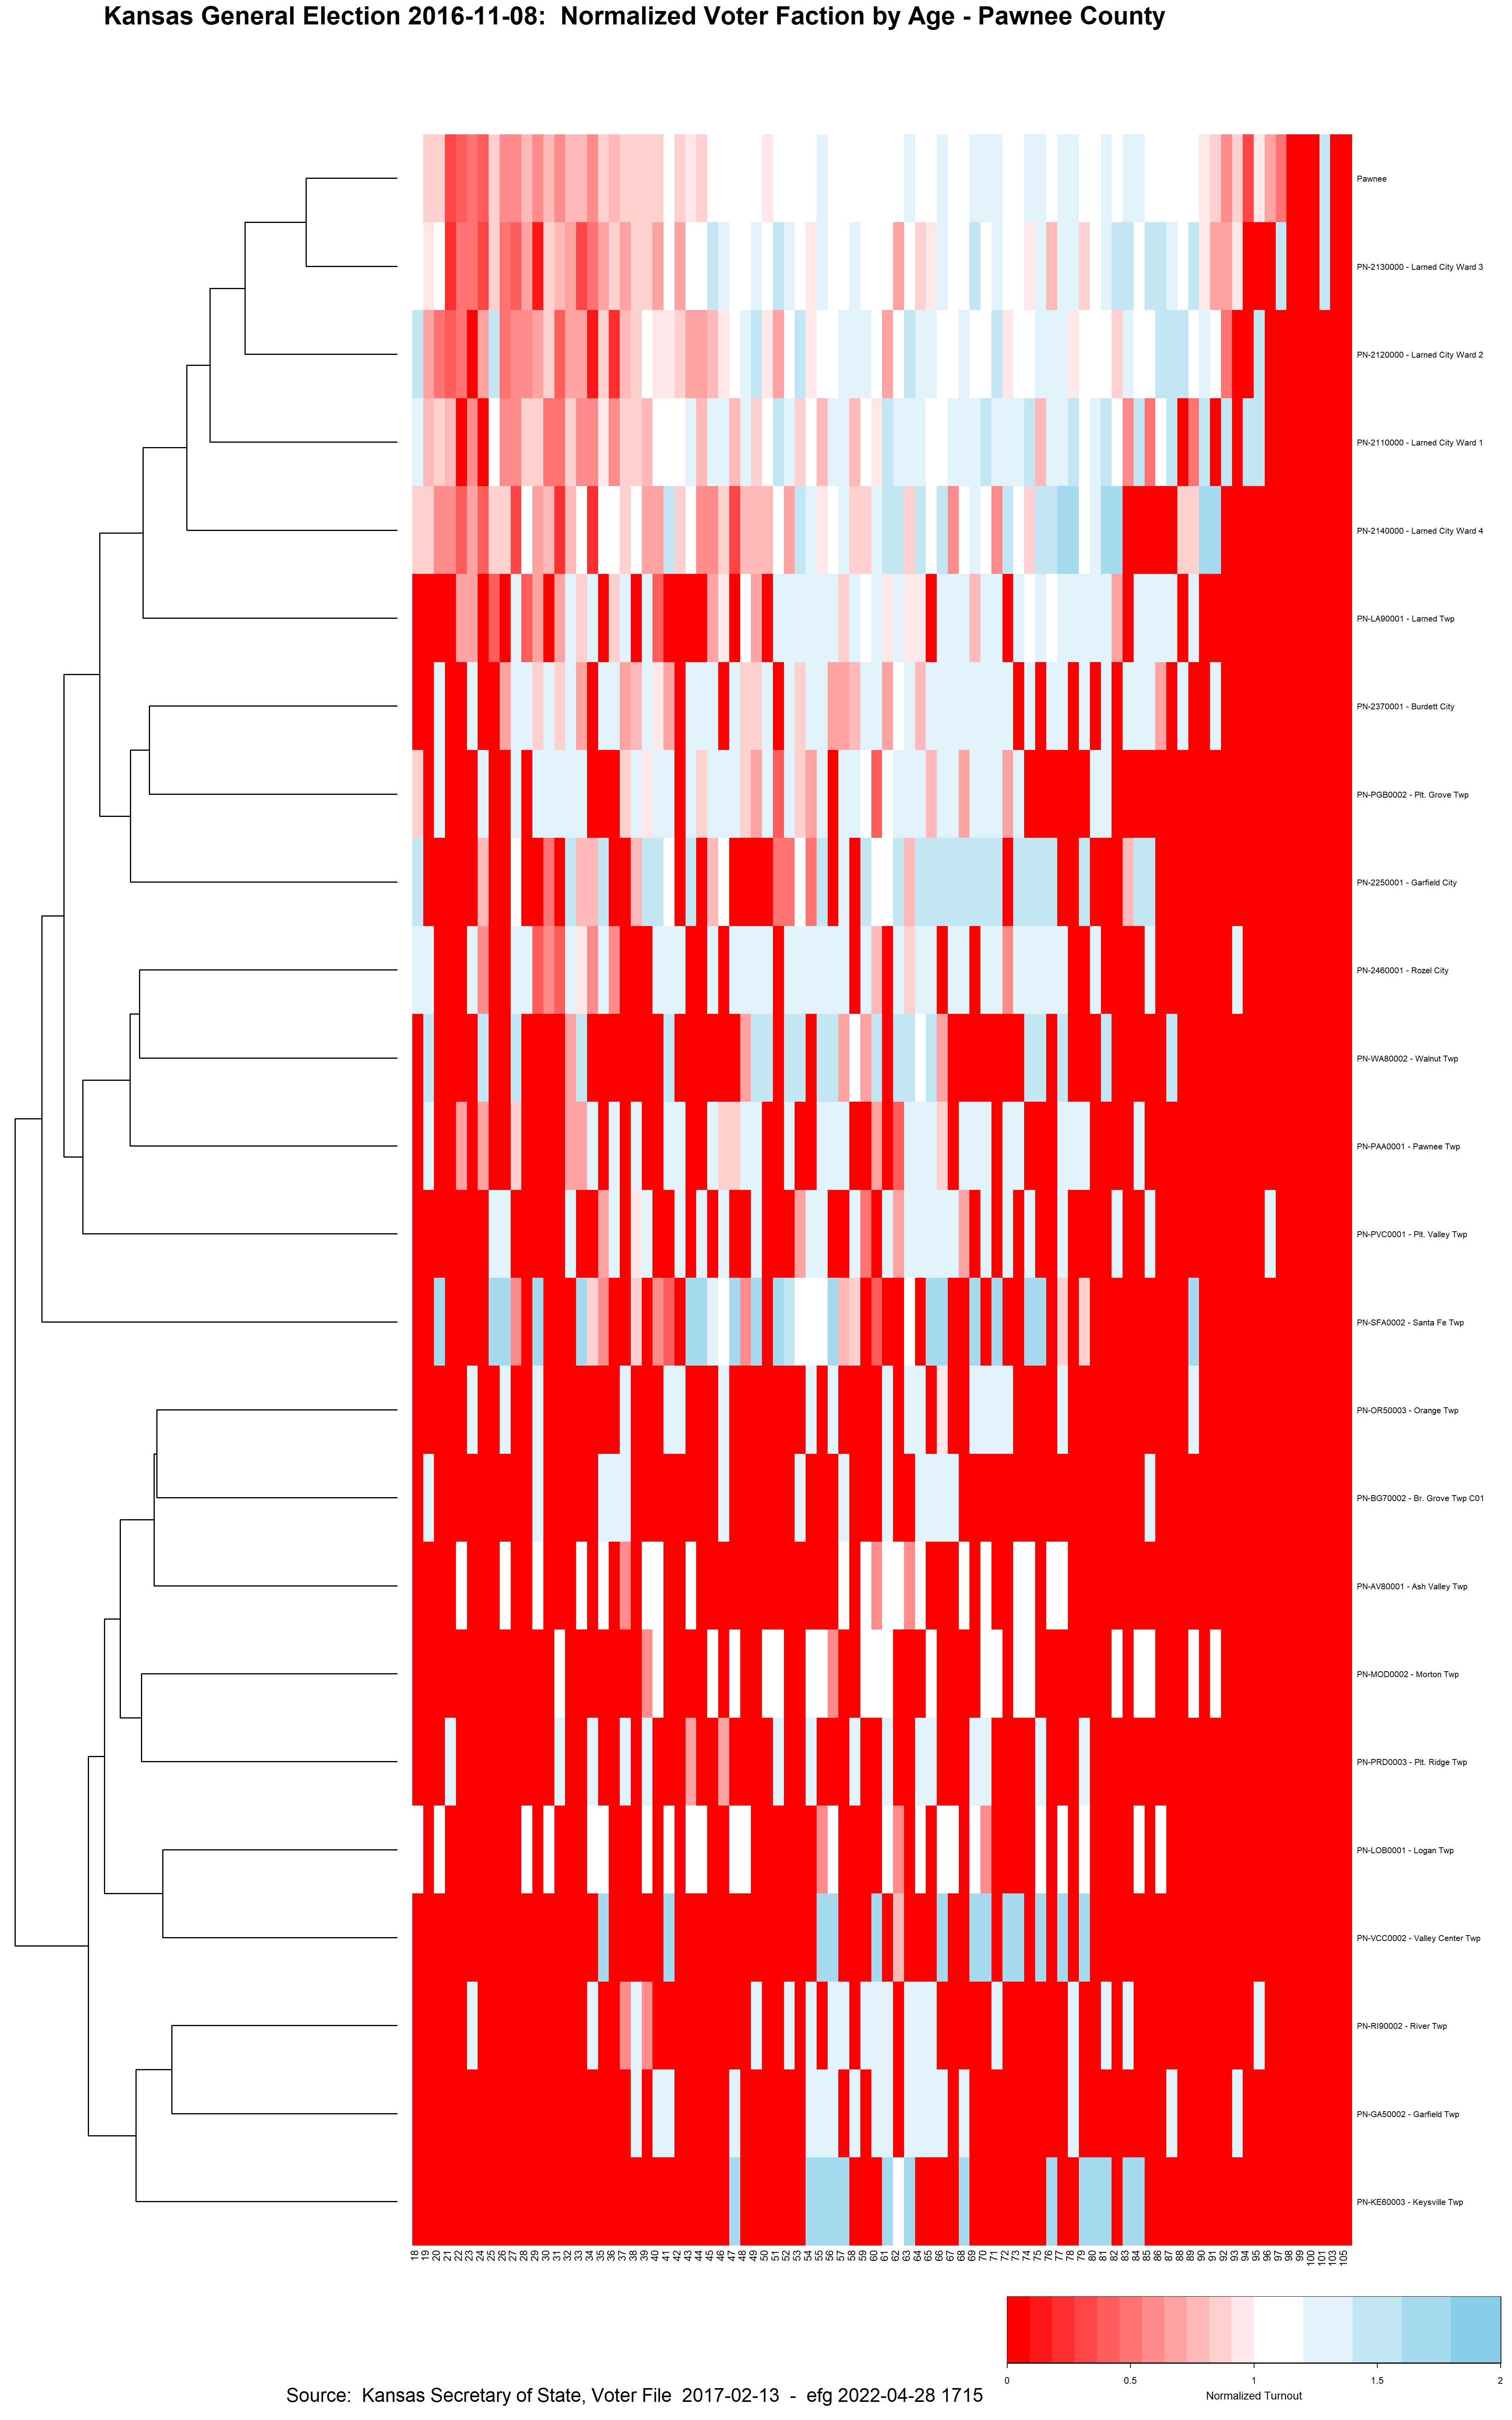 Kansas General Election 2016-11-08:  Normalized Voter Faction by Age - Pawnee County
Pawnee
PN-2130000 - Larned City Ward 3
PN-2120000 - Larned City Ward 2
PN-2110000 - Larned City Ward 1
PN-2140000 - Larned City Ward 4
PN-LA90001 - Larned Twp
PN-2370001 - Burdett City
PN-PGB0002 - Plt. Grove Twp
PN-2250001 - Garfield City
PN-2460001 - Rozel City
PN-WA80002 - Walnut Twp
PN-PAA0001 - Pawnee Twp
PN-PVC0001 - Plt. Valley Twp
PN-SFA0002 - Santa Fe Twp
PN-OR50003 - Orange Twp
PN-BG70002 - Br. Grove Twp C01
PN-AV80001 - Ash Valley Twp
PN-MOD0002 - Morton Twp
PN-PRD0003 - Plt. Ridge Twp
PN-LOB0001 - Logan Twp
PN-VCC0002 - Valley Center Twp
PN-RI90002 - River Twp
PN-GA50002 - Garfield Twp
PN-KE60003 - Keysville Twp
18 19 20 21 22 23 24 25 26 27 28 29 30 31 32 33 34 35 36 37 38 39 40 41 42 43 44 45 46 47 48 49 50 51 52 53 54 55 56 57 58 59 60 61 62 63 64 65 66 67 68 69 70 71 72 73 74 75 76 77 78 79 80 81 82 83 84 85 86 87 88 89 90 91 92 93 94 95 96 97 98 99 100 101 103 105
0 0.5 1 1.5 2
Normalized Turnout
Source:  Kansas Secretary of State, Voter File  2017-02-13  -  efg 2022-04-28 1715